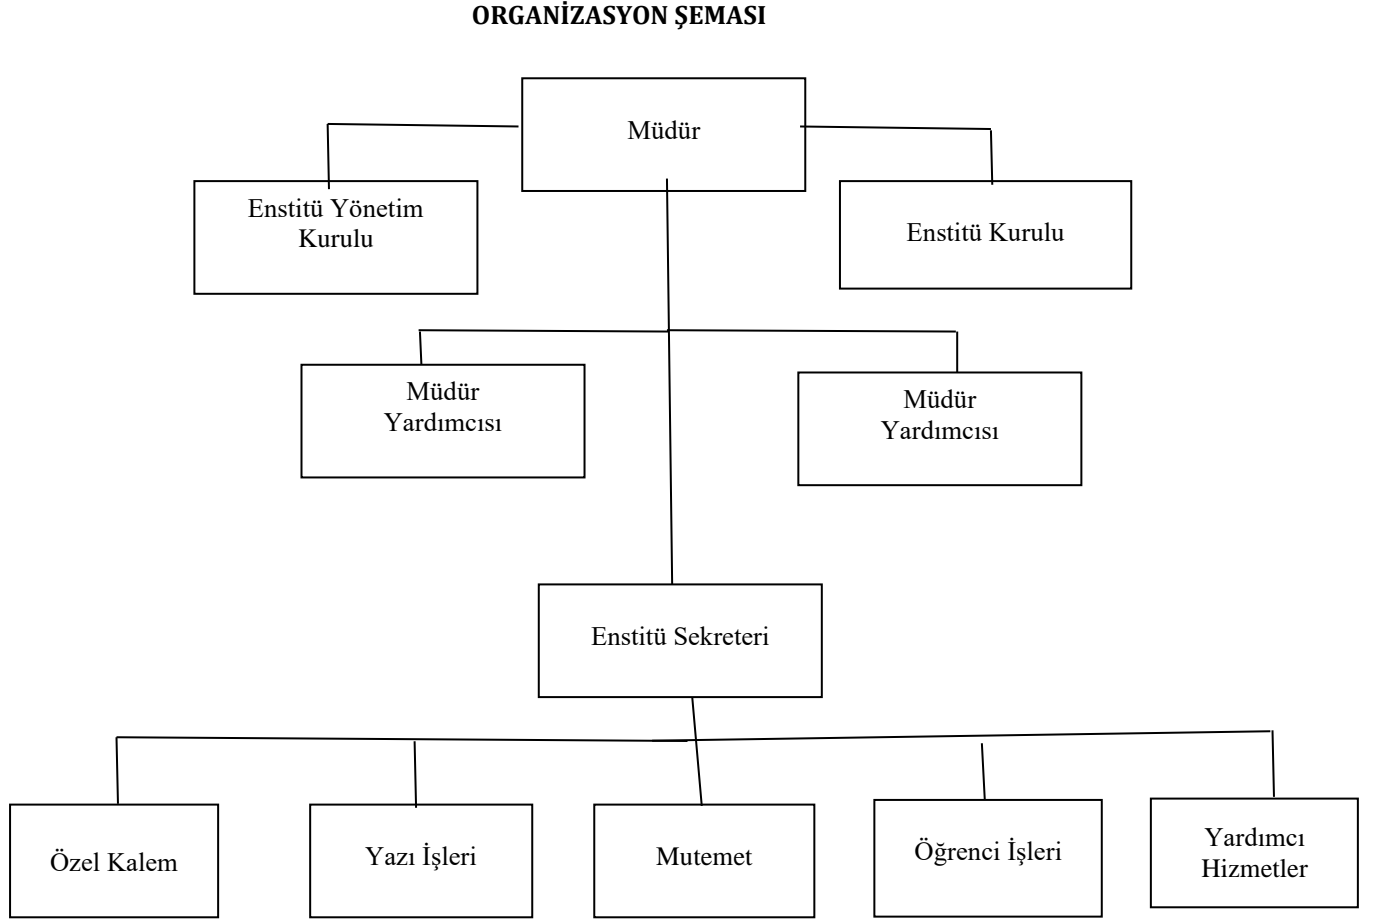 ORGANİZASYON ŞEMASI
Müdür
Enstitü Yönetim
Kurulu
Enstitü Kurulu
Müdür
Yardımcısı
Müdür
Yardımcısı
Enstitü Sekreteri
Özel Kalem
Yazı İşleri
Mutemet
Öğrenci İşleri
Yardımcı
Hizmetler